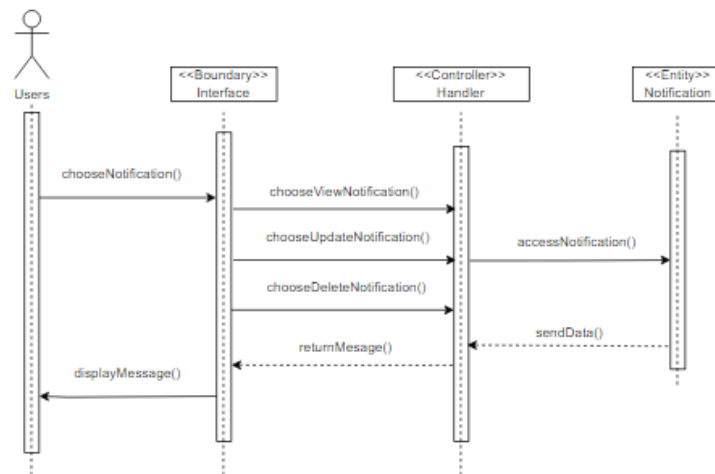 Users
<<Boundary>>
Interface
<<Controller>>
Handler
<<Entity>>
Notification
chooseNotification()
chooseViewNotification()
chooseUpdateNotification()
accessNotification()
chooseDeleteNotification()
sendData()
returnMesage()
displayMessage()